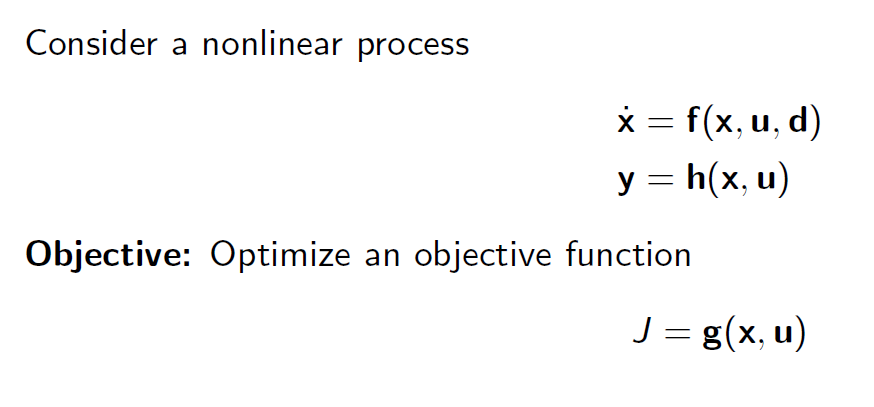 Consider a nonlinear process
ẋ = f(x, u, d)
y = h(x, u)
Objective: Optimize an objective function
J = g(x, u)